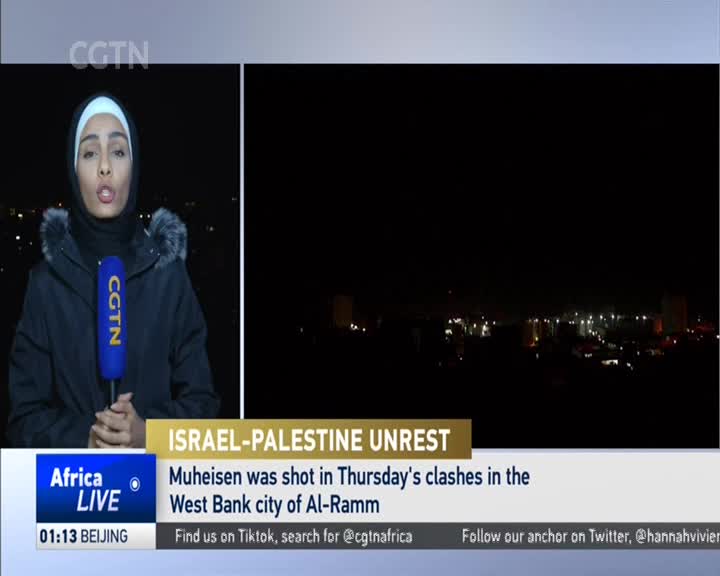 CGTN
CGTN
ISRAEL-PALESTINE UNREST
Muheisen was shot in Thursday's clashes in the
West Bank city of Al-Ramm
Africa
LIVE
01:13 BEIJING
Find us on Tiktok, search for @cgtnafrica
Follow our anchor on Twitter, @hannahvivier